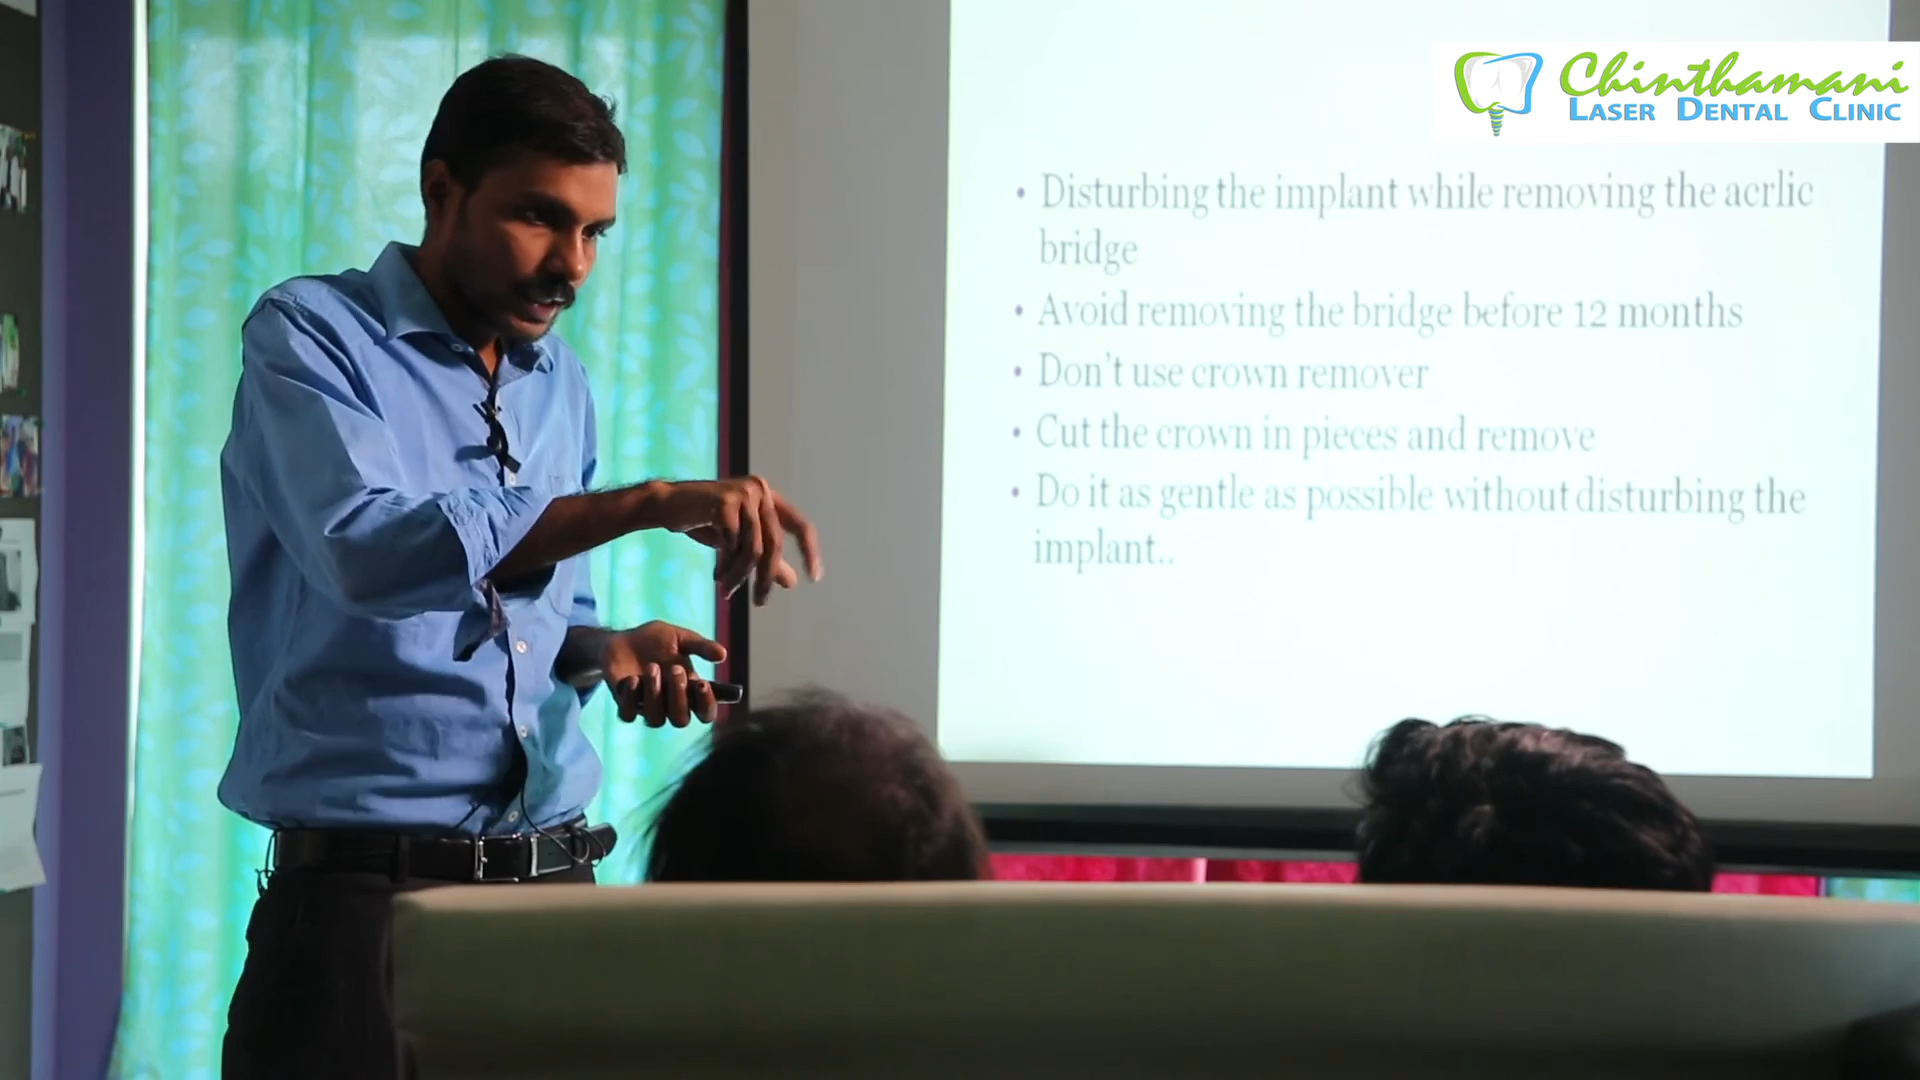 Chinthamani
LASER DENTAL CLINIC
• Disturbing the implant while removing the acrlic
bridge
• Avoid removing the bridge before 12 months
• Don't use crown remover
• Cut the crown in pieces and remove
• Do it as gentle as possible without disturbing the
implant..